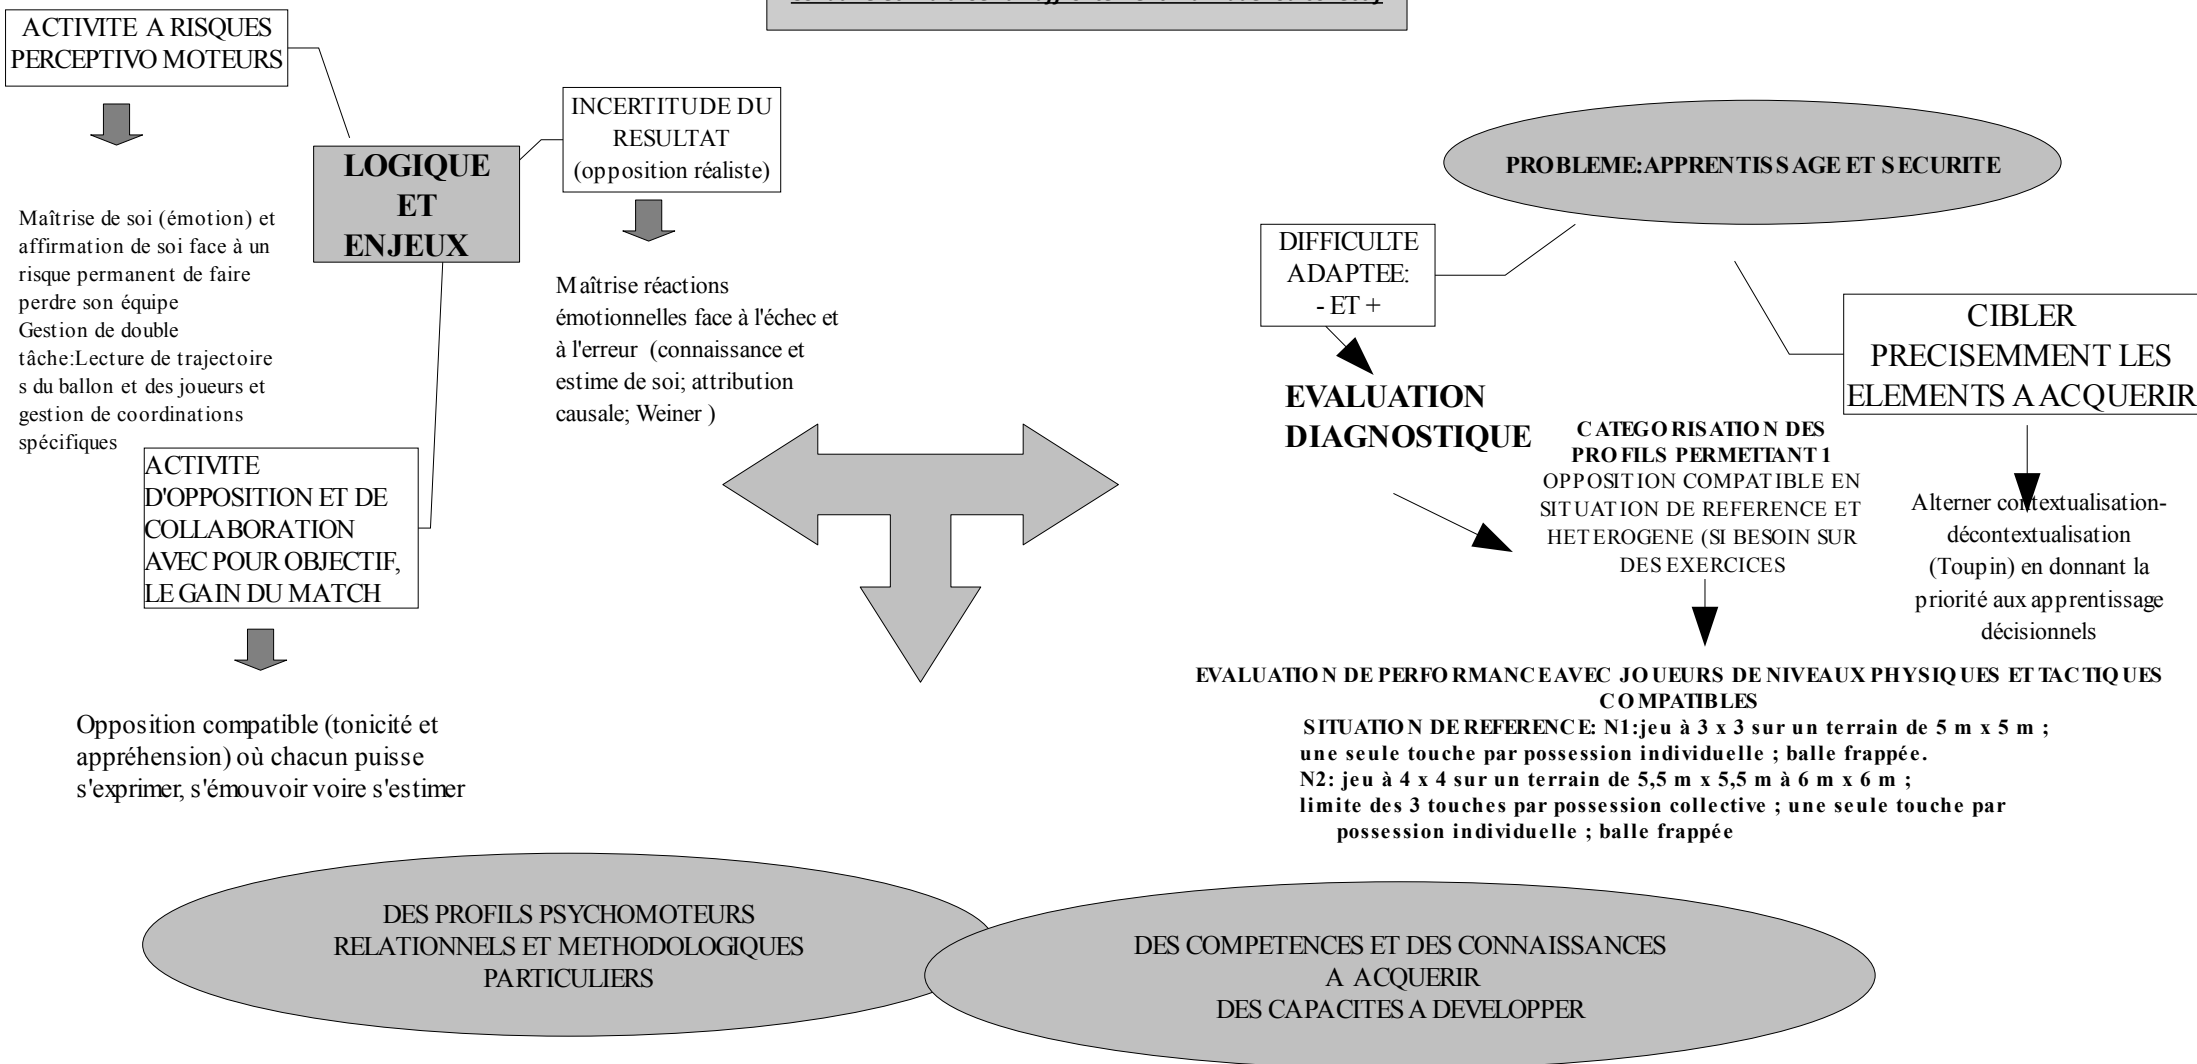 ACTIVITE A RISQUES
PERCEPTIVO MOTEURS
LOGIQUE
ET
ENJEUX
INCERTITUDE DU
RESULTAT
(opposition réaliste)
Maîtrise de soi (émotion) et
affirmation de soi face à un
risque permanent de faire
perdre son équipe
Gestion de double
tâche:Lecture de trajectoire
s du ballon et des joueurs et
gestion de coordinations
spécifiques
Maîtrise réactions
émotionnelles face à l'échec et
à l'erreur (connaissance et
estime de soi; attribution
causale; Weiner )
ACTIVITE
D'OPPOSITION ET DE
COLLABORATION
AVEC POUR OBJECTIF,
LE GAIN DU MATCH
Opposition compatible (tonicité et
appréhension) où chacun puisse
s'exprimer, s'émouvoir voire s'estimer
PROBLEME:APPRENTISSAGE ET SECURITE
DIFFICULTE
ADAPTEE:
- ET +
CIBLER
PRECISEMMENT LES
ELEMENTS A ACQUERIR
EVALUATION
DIAGNOSTIQUE
CATEGORISATION DES
PROFILS PERMETTANT 1
OPPOSITION COMPATIBLE EN
SITUATION DE REFERENCE ET
HETEROGENE (SI BESOIN SUR
DES EXERCICES
Alterner contextualisation-
décontextualisation
(Toupin) en donnant la
priorité aux apprentissage
décisionnels
EVALUATION DE PERFORMANCE AVEC JOUEURS DE NIVEAUX PHYSIQUES ET TACTIQUES
COMPATIBLES
SITUATION DE REFERENCE: N1:jeu à 3 x 3 sur un terrain de 5 m x 5 m ;
une seule touche par possession individuelle ; balle frappée.
N2: jeu à 4 x 4 sur un terrain de 5,5 m x 5,5 m à 6 m x 6 m ;
limite des 3 touches par possession collective ; une seule touche par
possession individuelle ; balle frappée
DES PROFILS PSYCHOMOTEURS
RELATIONNELS ET METHODOLOGIQUES
PARTICULIERS
DES COMPETENCES ET DES CONNAISSANCES
A ACQUERIR
DES CAPACITES A DEVELOPPER